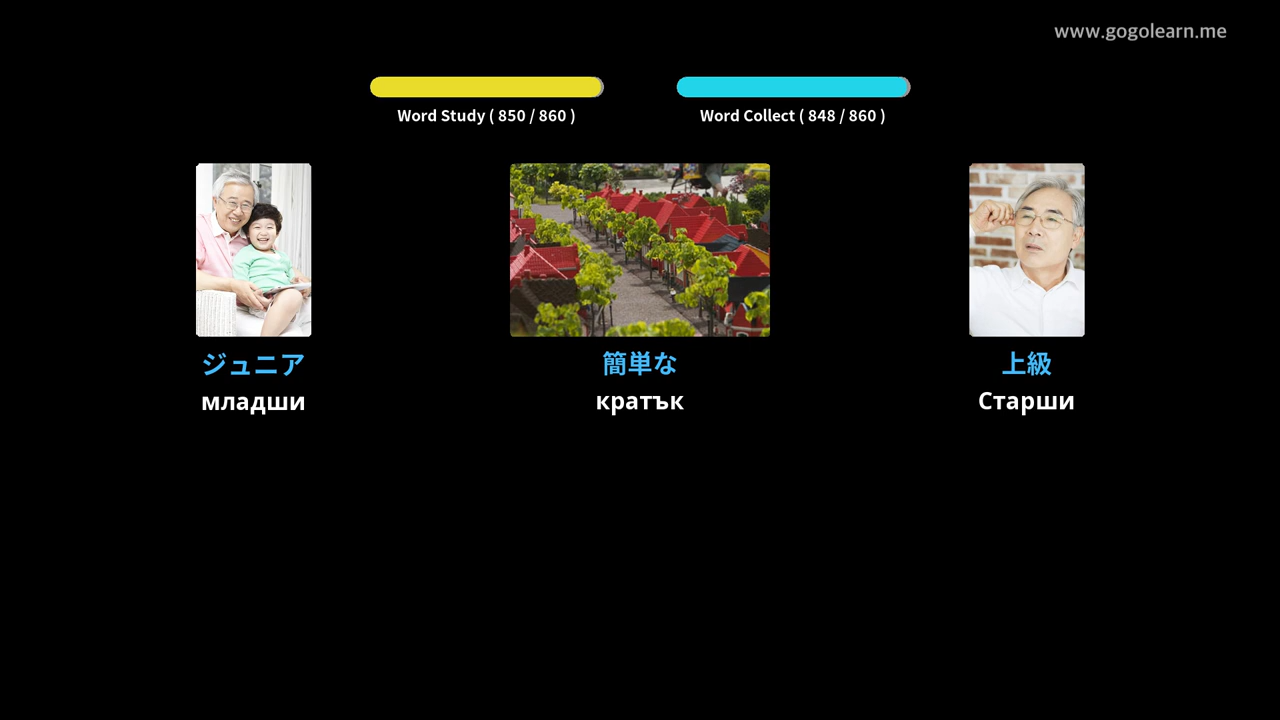 www.gogolearn.me
Word Study ( 850 / 860 )
Word Collect ( 848 / 860 )
ジュニア
младши
簡単な
кратък
上級
Старши